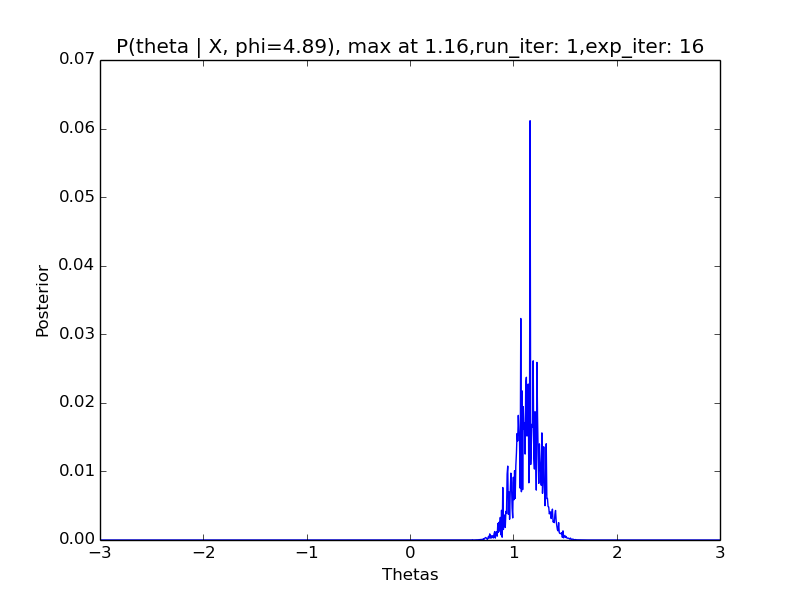 P(theta | X, phi=4.89), max at 1.16,run_iter: 1,exp_iter: 16
0.07
0.06
0.05
0.04
0.03
0.02
0.01
0.00
Posterior
−3 −2 −1 0 1 2 3
Thetas